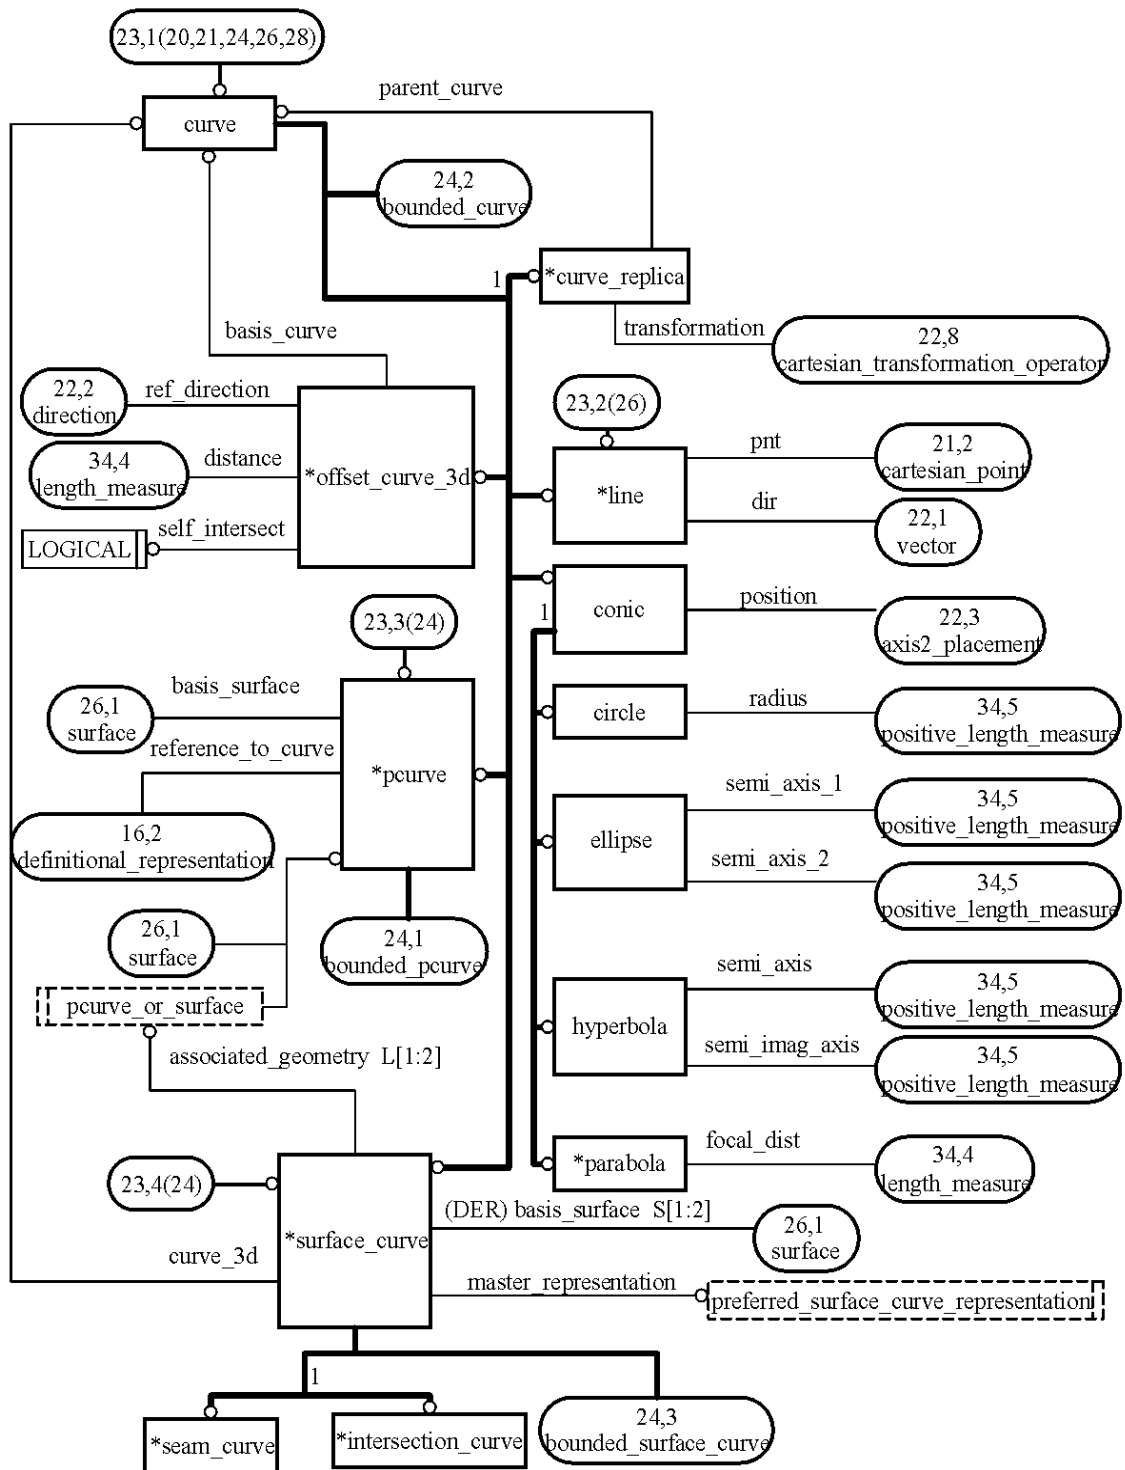 23,1(20,21,24,26,28)
parent_curve
curve
24,2
bounded_curve
1
*curve_replica
transformation
22,8
cartesian_transformation_operator
basis_curve
22,2
direction
ref_direction
34,4
length_measure
distance
*offset_curve_3d
LOGICAL
self_intersect
23,2(26)
*line
pnt
21,2
cartesian_point
dir
22,1
vector
conic
1
position
22,3
axis2_placement
23,3(24)
26,1
surface
basis_surface
reference_to_curve
*pcurve
16,2
definitional_representation
circle
radius
34,5
positive_length_measure
ellipse
semi_axis_1
34,5
positive_length_measure
semi_axis_2
34,5
positive_length_measure
26,1
surface
24,1
bounded_pcurve
pcurve_or_surface
associated_geometry L[1:2]
hyperbola
semi_axis
34,5
positive_length_measure
semi_imag_axis
34,5
positive_length_measure
*parabola
focal_dist
34,4
length_measure
23,4(24)
*surface_curve
(DER) basis_surface S[1:2]
26,1
surface
curve_3d
master_representation
preferred_surface_curve_representation
1
*seam_curve
*intersection_curve
24,3
bounded_surface_curve